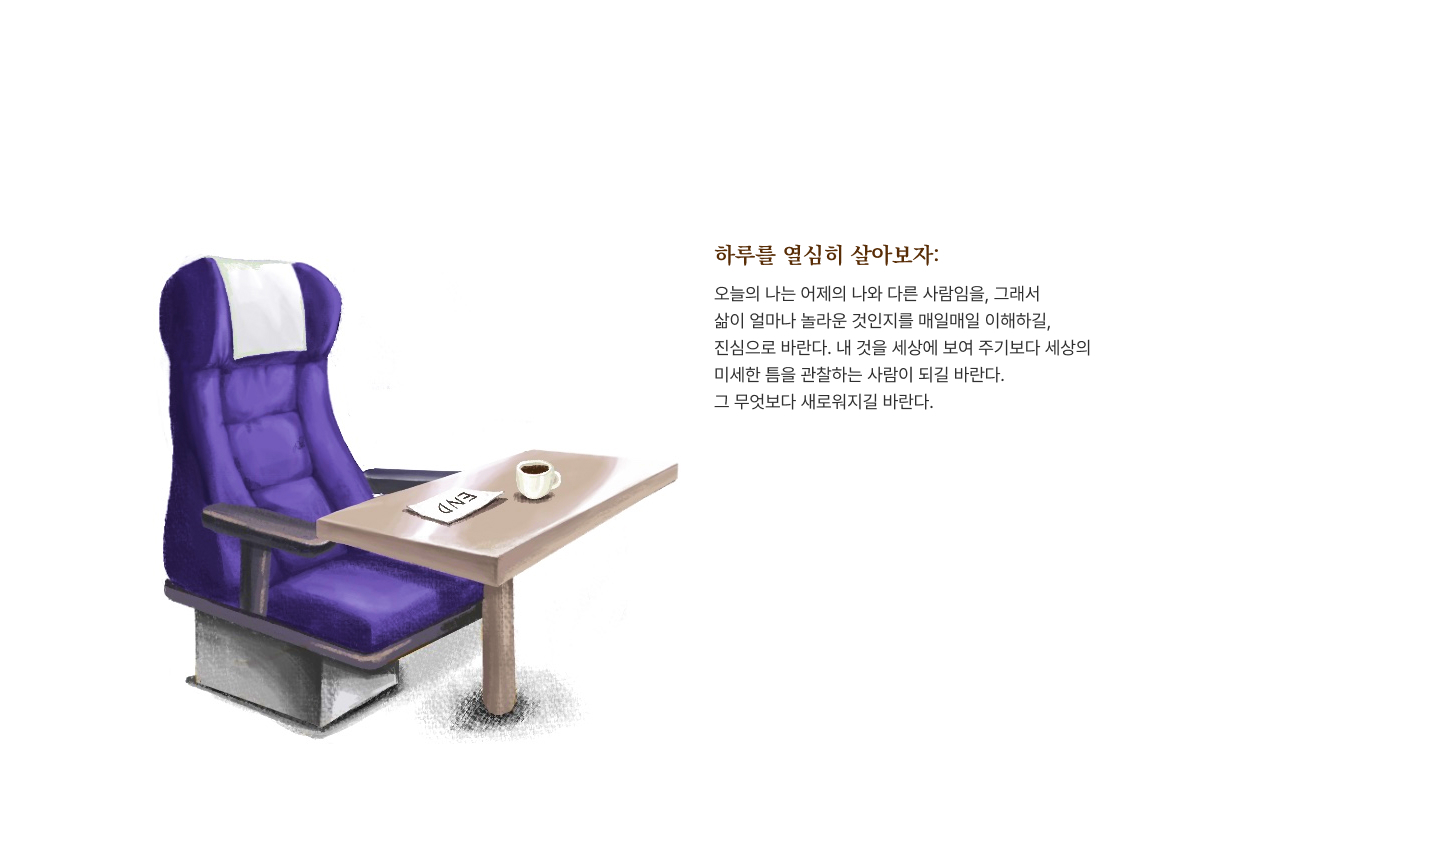 하루를 열심히 살아보자:
오늘의 나는 어제의 나와 다른 사람임을, 그래서
삶이 얼마나 놀라운 것인지를 매일매일 이해하길,
진심으로 바란다. 내 것을 세상에 보여 주기보다 세상의
미세한 틈을 관찰하는 사람이 되길 바란다.
그 무엇보다 새로워지길 바란다.
END